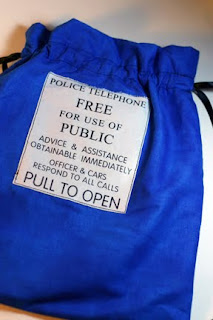 POLICE TELEPHONE
FREE
FOR USE OF
PUBLIC
ADVICE & ASSISTANCE
OBTAINABLE IMMEDIATELY
OFFICER & CARS
RESPOND TO ALL CALLS
PULL TO OPEN